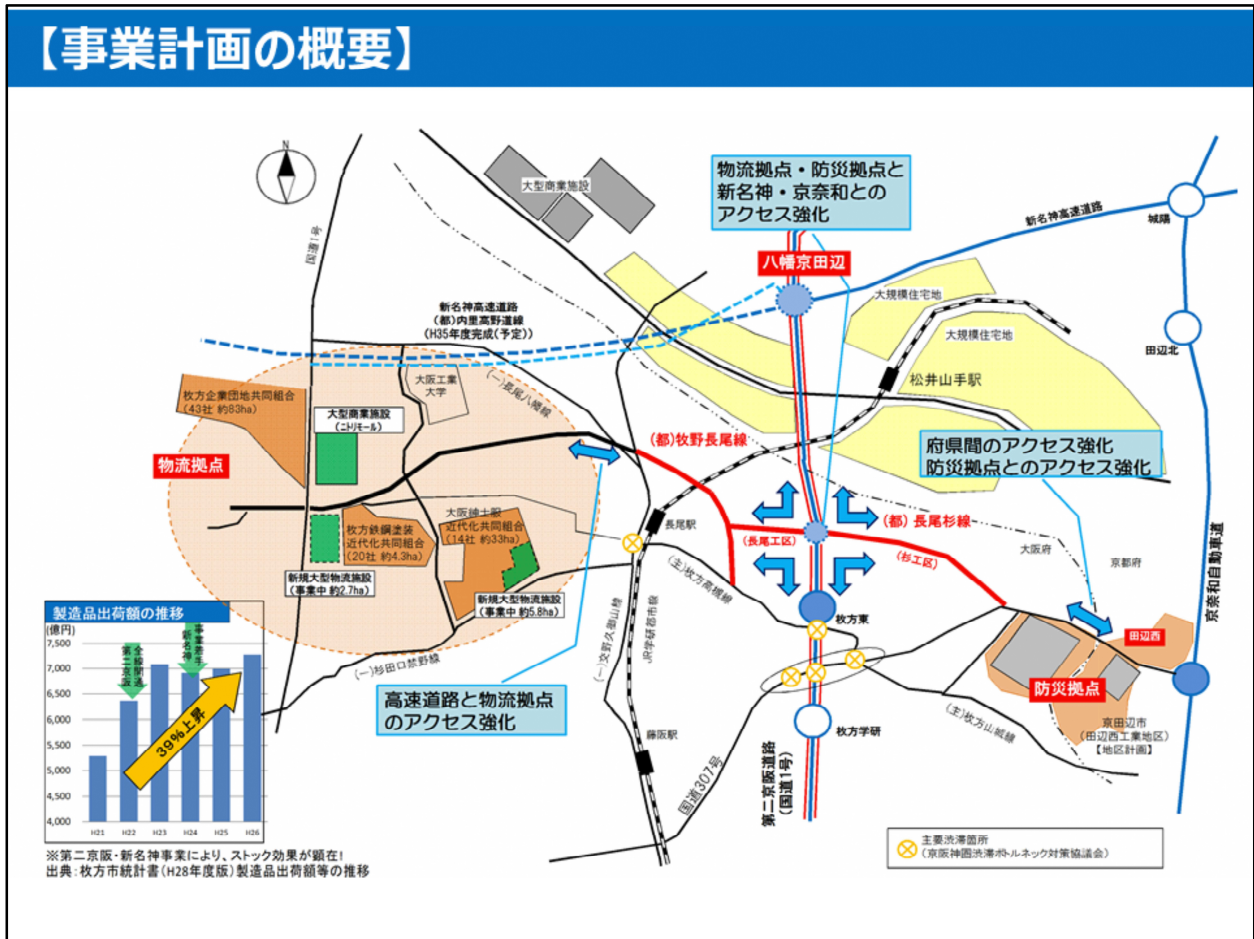 【事業計画の概要】
N
国道1号
大型商業施設
物流拠点・防災拠点と
新名神・京奈和との
アクセス強化
新名神高速道路
城陽
八幡京田辺
大規模住宅地
大規模住宅地
田辺北
新名神高速道路
(都)内里高野道線
(H35年度完成(予定))
松井山手駅
大阪工業
大学
(一)長尾八幡線
枚方企業団地共同組合
(43社 約83ha)
大型商業施設
(ニトリモール)
(都)牧野長尾線
府県間のアクセス強化
防災拠点とのアクセス強化
物流拠点
大阪紳士服
近代化共同組合
(14社 約33ha)
枚方鉄鋼塗装
近代化共同組合
(20社 約4.3ha)
長尾駅
(長尾工区)
(都) 長尾杉線
(杉工区)
大阪府
京都府
京奈和自動車道
新規大型物流施設
(事業中 約2.7ha)
新規大型物流施設
(事業中 約5.8ha)
(主)枚方高槻線
枚方東
田辺西
(一)杉田口禁野線
(一)交野久御山線
JR学研都市線
防災拠点
高速道路と物流拠点
のアクセス強化
藤阪駅
国道307号
第二京阪道路
(国道1号)
枚方学研
(主)枚方山城線
京田辺市
(田辺西工業地区)
【地区計画】
製造品出荷額の推移
(億円)
7,500
7,000
6,500
6,000
5,500
5,000
4,500
4,000
第二京阪
全線開通
新名神
事業着手
39%上昇
H21
H22
H23
H24
H25
H26
※第二京阪・新名神事業により、ストック効果が顕在!
出典:枚方市統計書(H28年度版)製造品出荷額等の推移
主要渋滞箇所
(京阪神圏渋滞ボトルネック対策協議会)